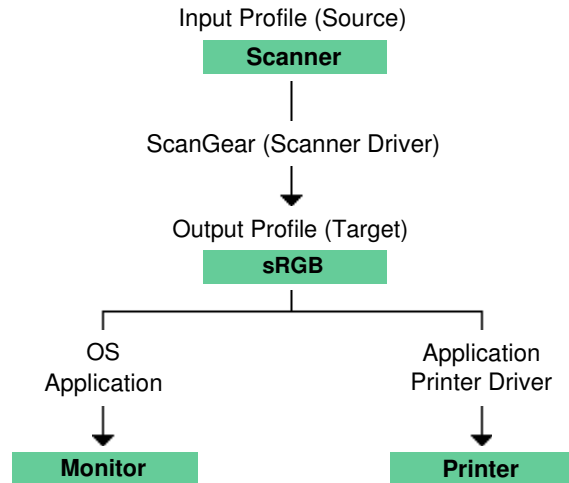 Input Profile (Source)
Scanner
ScanGear (Scanner Driver)
Output Profile (Target)
sRGB
OS
Application
Application
Printer Driver
Monitor
Printer